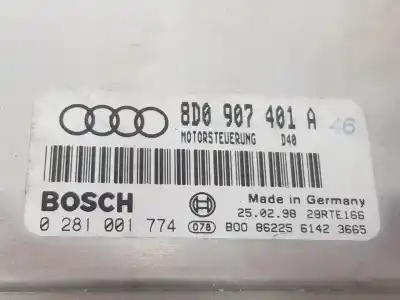 8D0 907 401 A 46
MOTORSTEUERUNG D40
BOSCH
Made in Germany
0 281 001 774
25.02.98 28RTE166
078 B00 86225 6142 3665